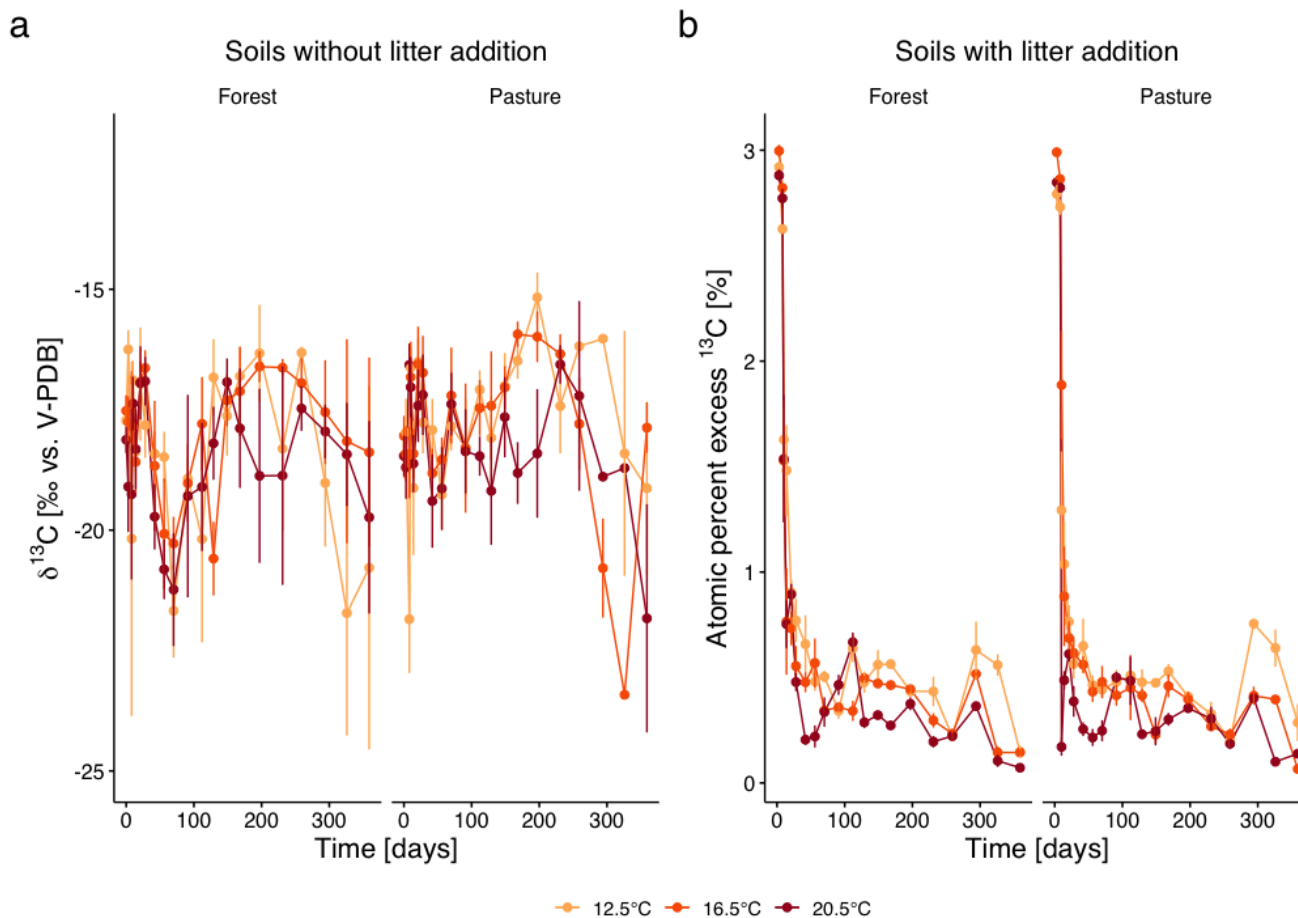 a
Soils without litter addition
Forest
Pasture
δ¹³C [‰ vs. V-PDB]
-15
-20
-25
0 100 200 300
0 100 200 300
Time [days]
b
Soils with litter addition
Forest
Pasture
Atomic percent excess ¹³C [%]
3
2
1
0
0 100 200 300
0 100 200 300
Time [days]
12.5°C 16.5°C 20.5°C